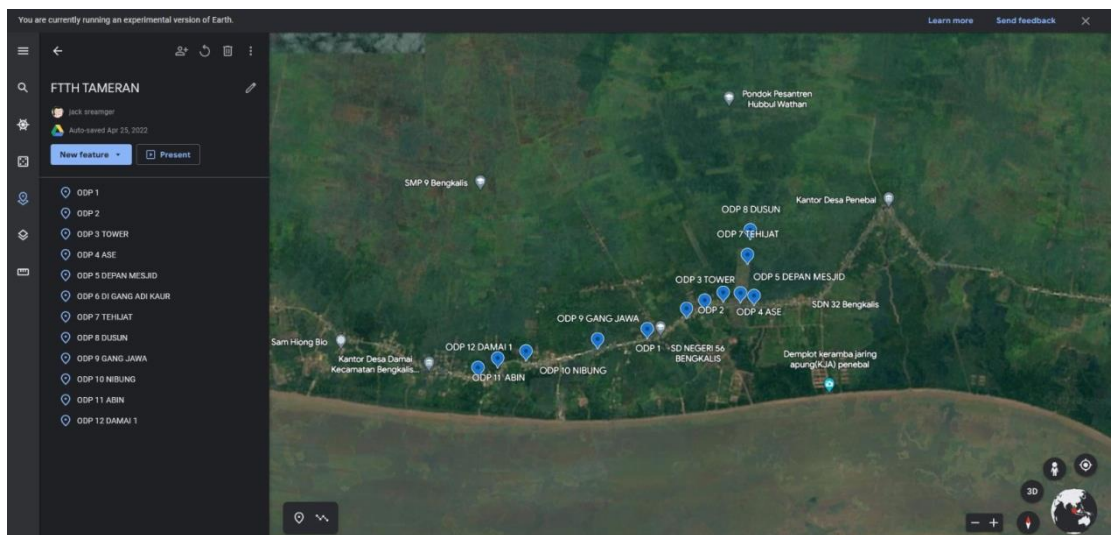 You are currently running an experimental version of Earth.
Learn more
Send feedback
FTTH TAMERAN
jack sreamger
Auto-saved Apr 25, 2022
New feature
Present
ODP 1
ODP 2
ODP 3 TOWER
ODP 4 ASE
ODP 5 DEPAN MESJID
ODP 6 DI GANG ADI KAUR
ODP 7 TEHIJAT
ODP 8 DUSUN
ODP 9 GANG JAWA
ODP 10 NIBUNG
ODP 11 ABIN
ODP 12 DAMAI 1
Pondok Pesantren
Hubbul Wathan
SMP 9 Bengkalis
Kantor Desa Penebal
ODP 8 DUSUN
ODP 7 TEHIJAT
ODP 3 TOWER
ODP 5 DEPAN MESJID
ODP 2
ODP 4 ASE
SDN 32 Bengkalis
ODP 9 GANG JAWA
Sam Hiong Bio
ODP 12 DAMAI 1
ODP 1
SD NEGERI 56
BENGKALIS
Kantor Desa Damai
Kecamatan Bengkalis...
ODP 11 ABIN
ODP 10 NIBUNG
Demplot keramba jaring
apung(KJA) penebal
3D